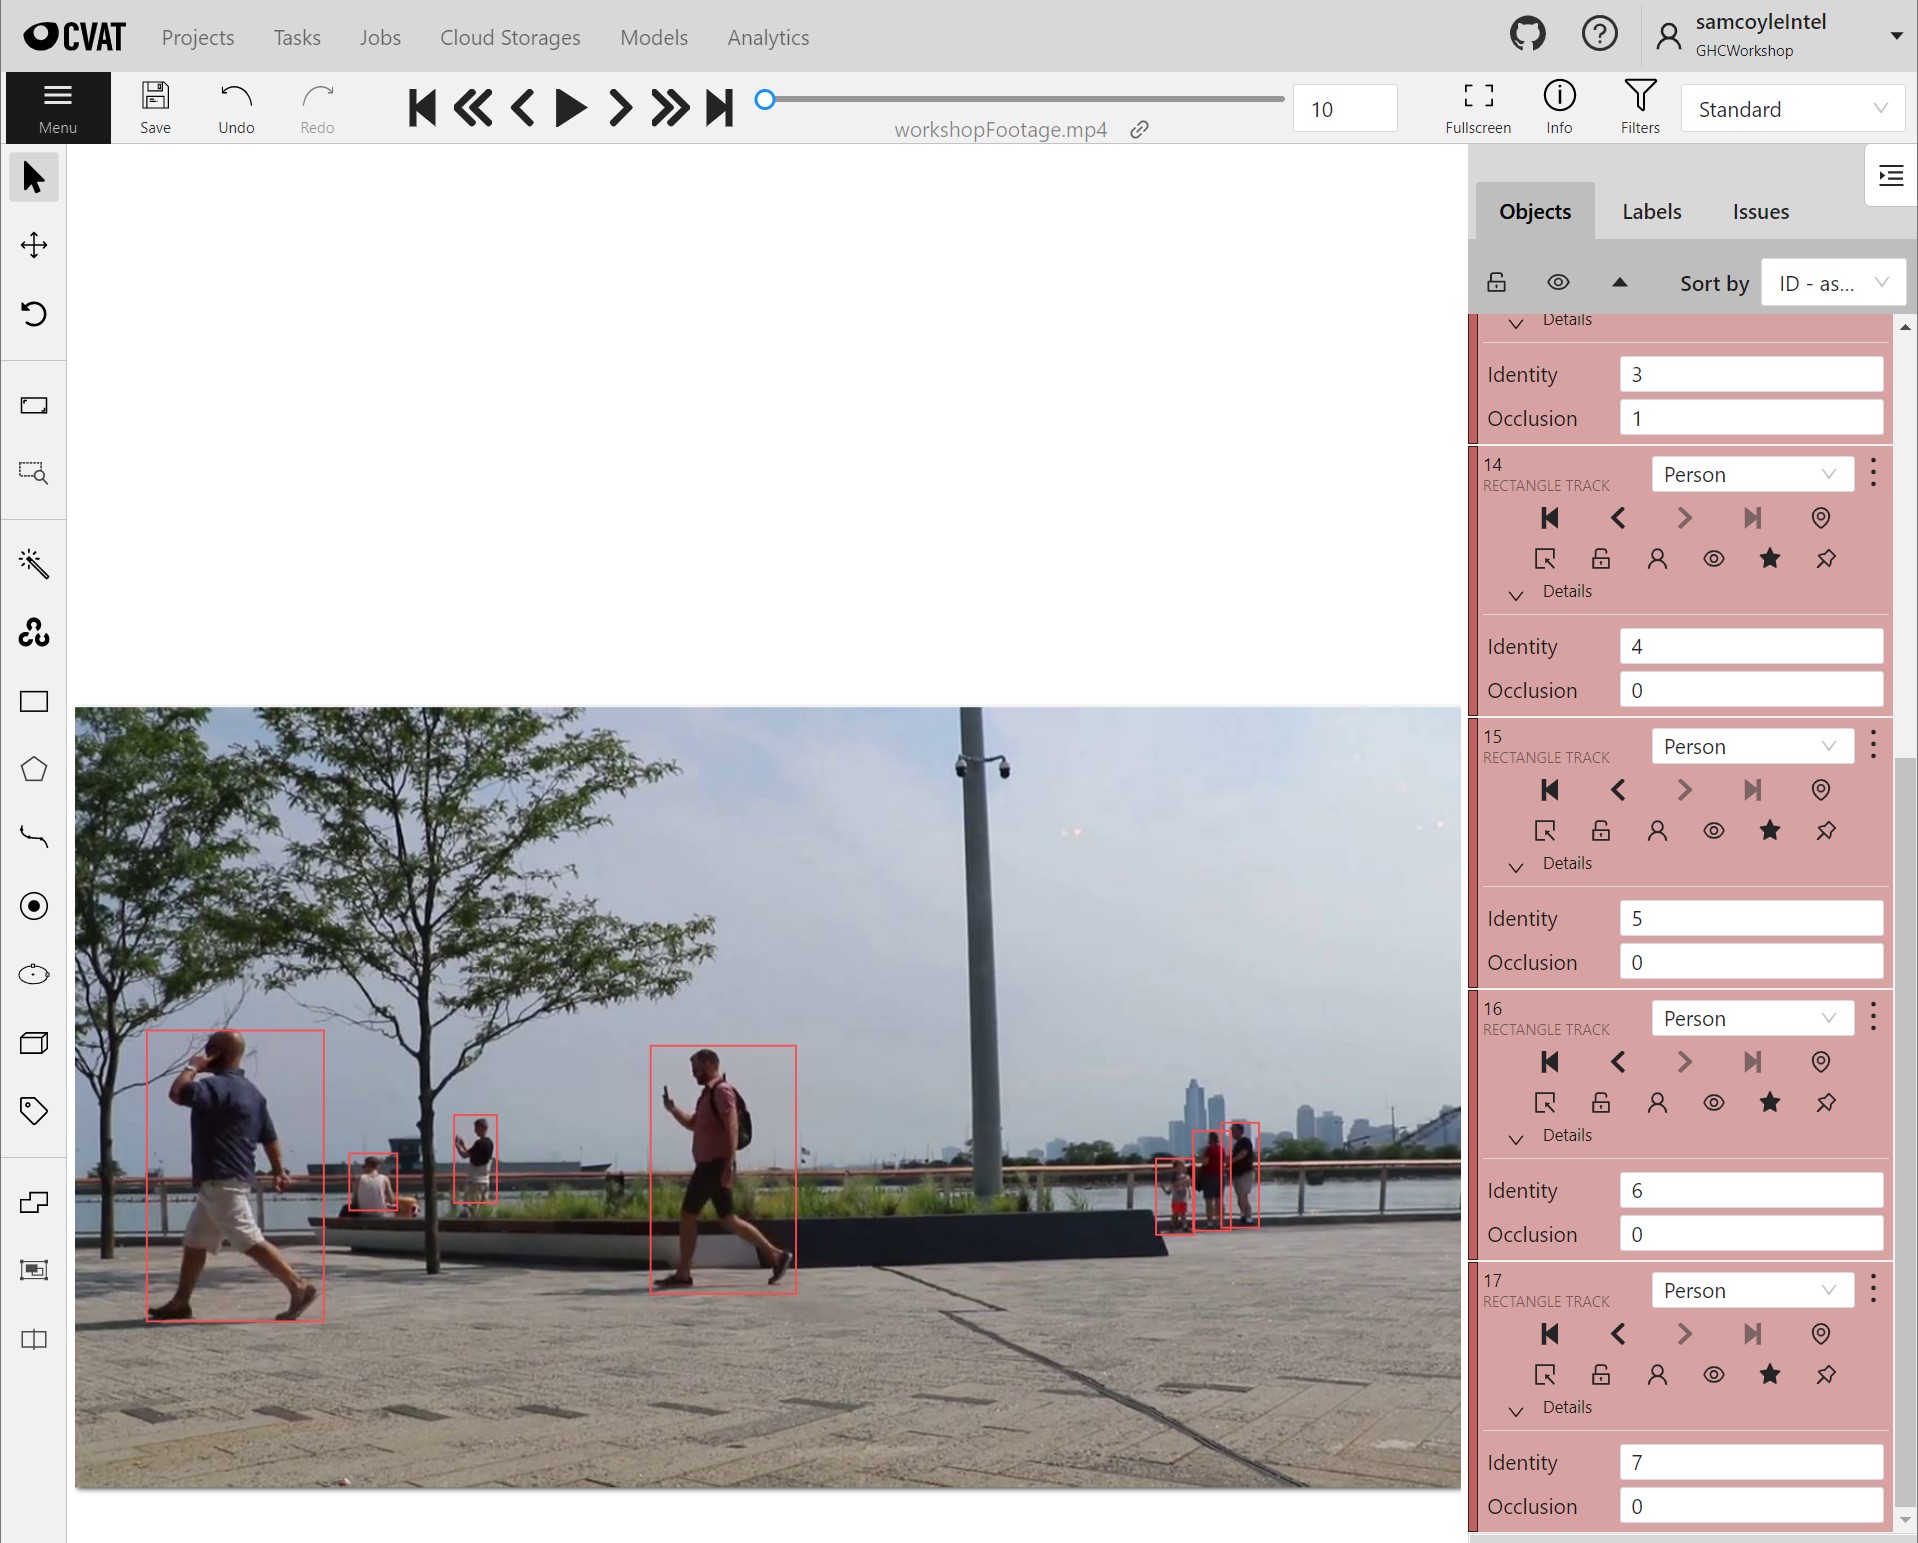 CVAT Projects Tasks Jobs Cloud Storages Models Analytics samcoyleIntel
GHCWorkshop
Menu Save Undo Redo workshopFootage.mp4 10 Fullscreen Info Filters Standard
Objects Labels Issues
Sort by ID - as...
Details
Identity 3
Occlusion 1
14 Person
RECTANGLE TRACK
Details
Identity 4
Occlusion 0
15 Person
RECTANGLE TRACK
Details
Identity 5
Occlusion 0
16 Person
RECTANGLE TRACK
Details
Identity 6
Occlusion 0
17 Person
RECTANGLE TRACK
Details
Identity 7
Occlusion 0